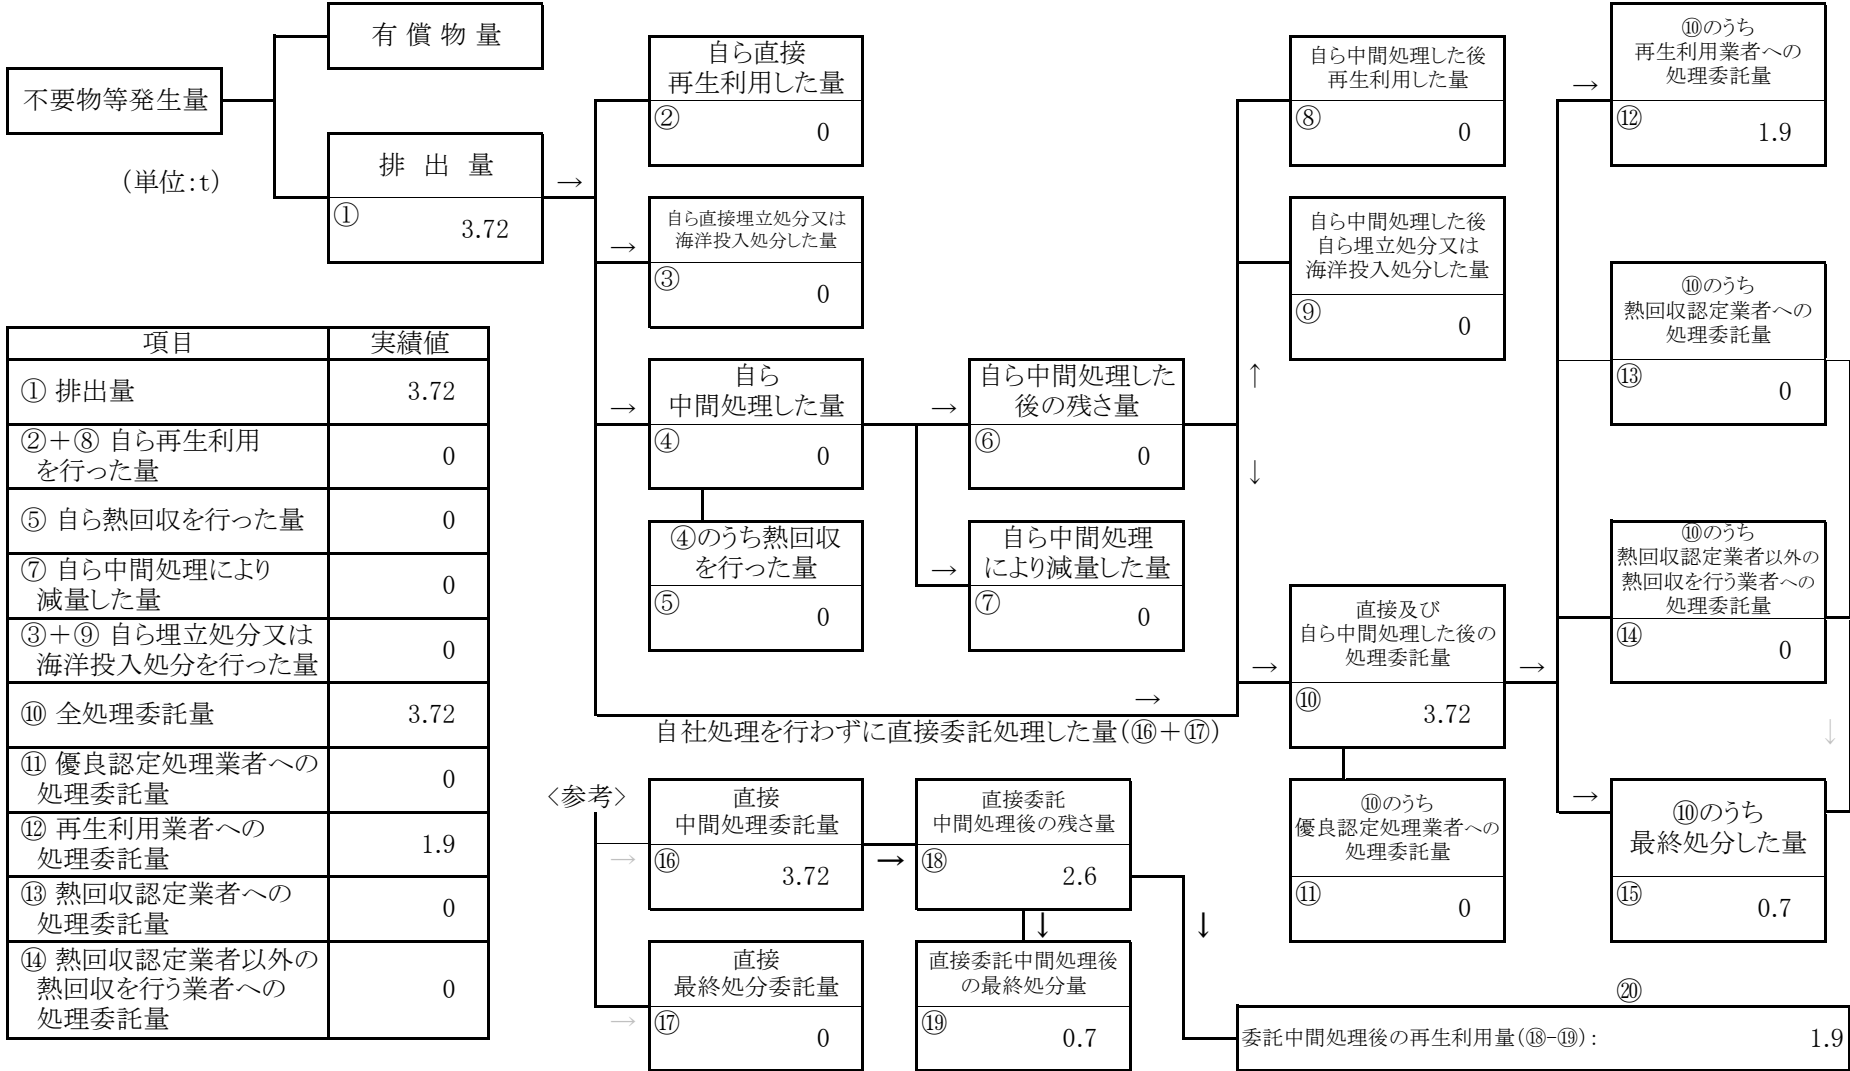 不要物等発生量
(単位:t)
有 償 物 量
排 出 量
① 3.72
→
自ら直接
再生利用した量
② 0
→
自ら直接埋立処分又は
海洋投入処分した量
③ 0
→
自ら
中間処理した量
④ 0
④のうち熱回収
を行った量
⑤ 0
→
自ら中間処理した
後の残さ量
⑥ 0
→
自ら中間処理
により減量した量
⑦ 0
→
自社処理を行わずに直接委託処理した量(⑯+⑰)
↑
↓
自ら中間処理した後
再生利用した量
⑧ 0
自ら中間処理した後
自ら埋立処分又は
海洋投入処分した量
⑨ 0
→
直接及び
自ら中間処理した後の
処理委託量
⑩ 3.72
⑩のうち
優良認定処理業者への
処理委託量
⑪ 0
→
→
⑩のうち
再生利用業者への
処理委託量
⑫ 1.9
⑩のうち
熱回収認定業者への
処理委託量
⑬ 0
⑩のうち
熱回収認定業者以外の
熱回収を行う業者への
処理委託量
⑭ 0
↓
→
⑩のうち
最終処分した量
⑮ 0.7
項目 実績値
① 排出量 3.72
②+⑧ 自ら再生利用
を行った量 0
⑤ 自ら熱回収を行った量 0
⑦ 自ら中間処理により
減量した量 0
③+⑨ 自ら埋立処分又は
海洋投入処分を行った量 0
⑩ 全処理委託量 3.72
⑪ 優良認定処理業者への
処理委託量 0
⑫ 再生利用業者への
処理委託量 1.9
⑬ 熱回収認定業者への
処理委託量 0
⑭ 熱回収認定業者以外の
熱回収を行う業者への
処理委託量 0
<参考>
→
直接
中間処理委託量
⑯ 3.72
→
直接委託
中間処理後の残さ量
⑱ 2.6
↓
↓
→
直接
最終処分委託量
⑰ 0
直接委託中間処理後
の最終処分量
⑲ 0.7
⑳
委託中間処理後の再生利用量(⑱-⑲): 1.9